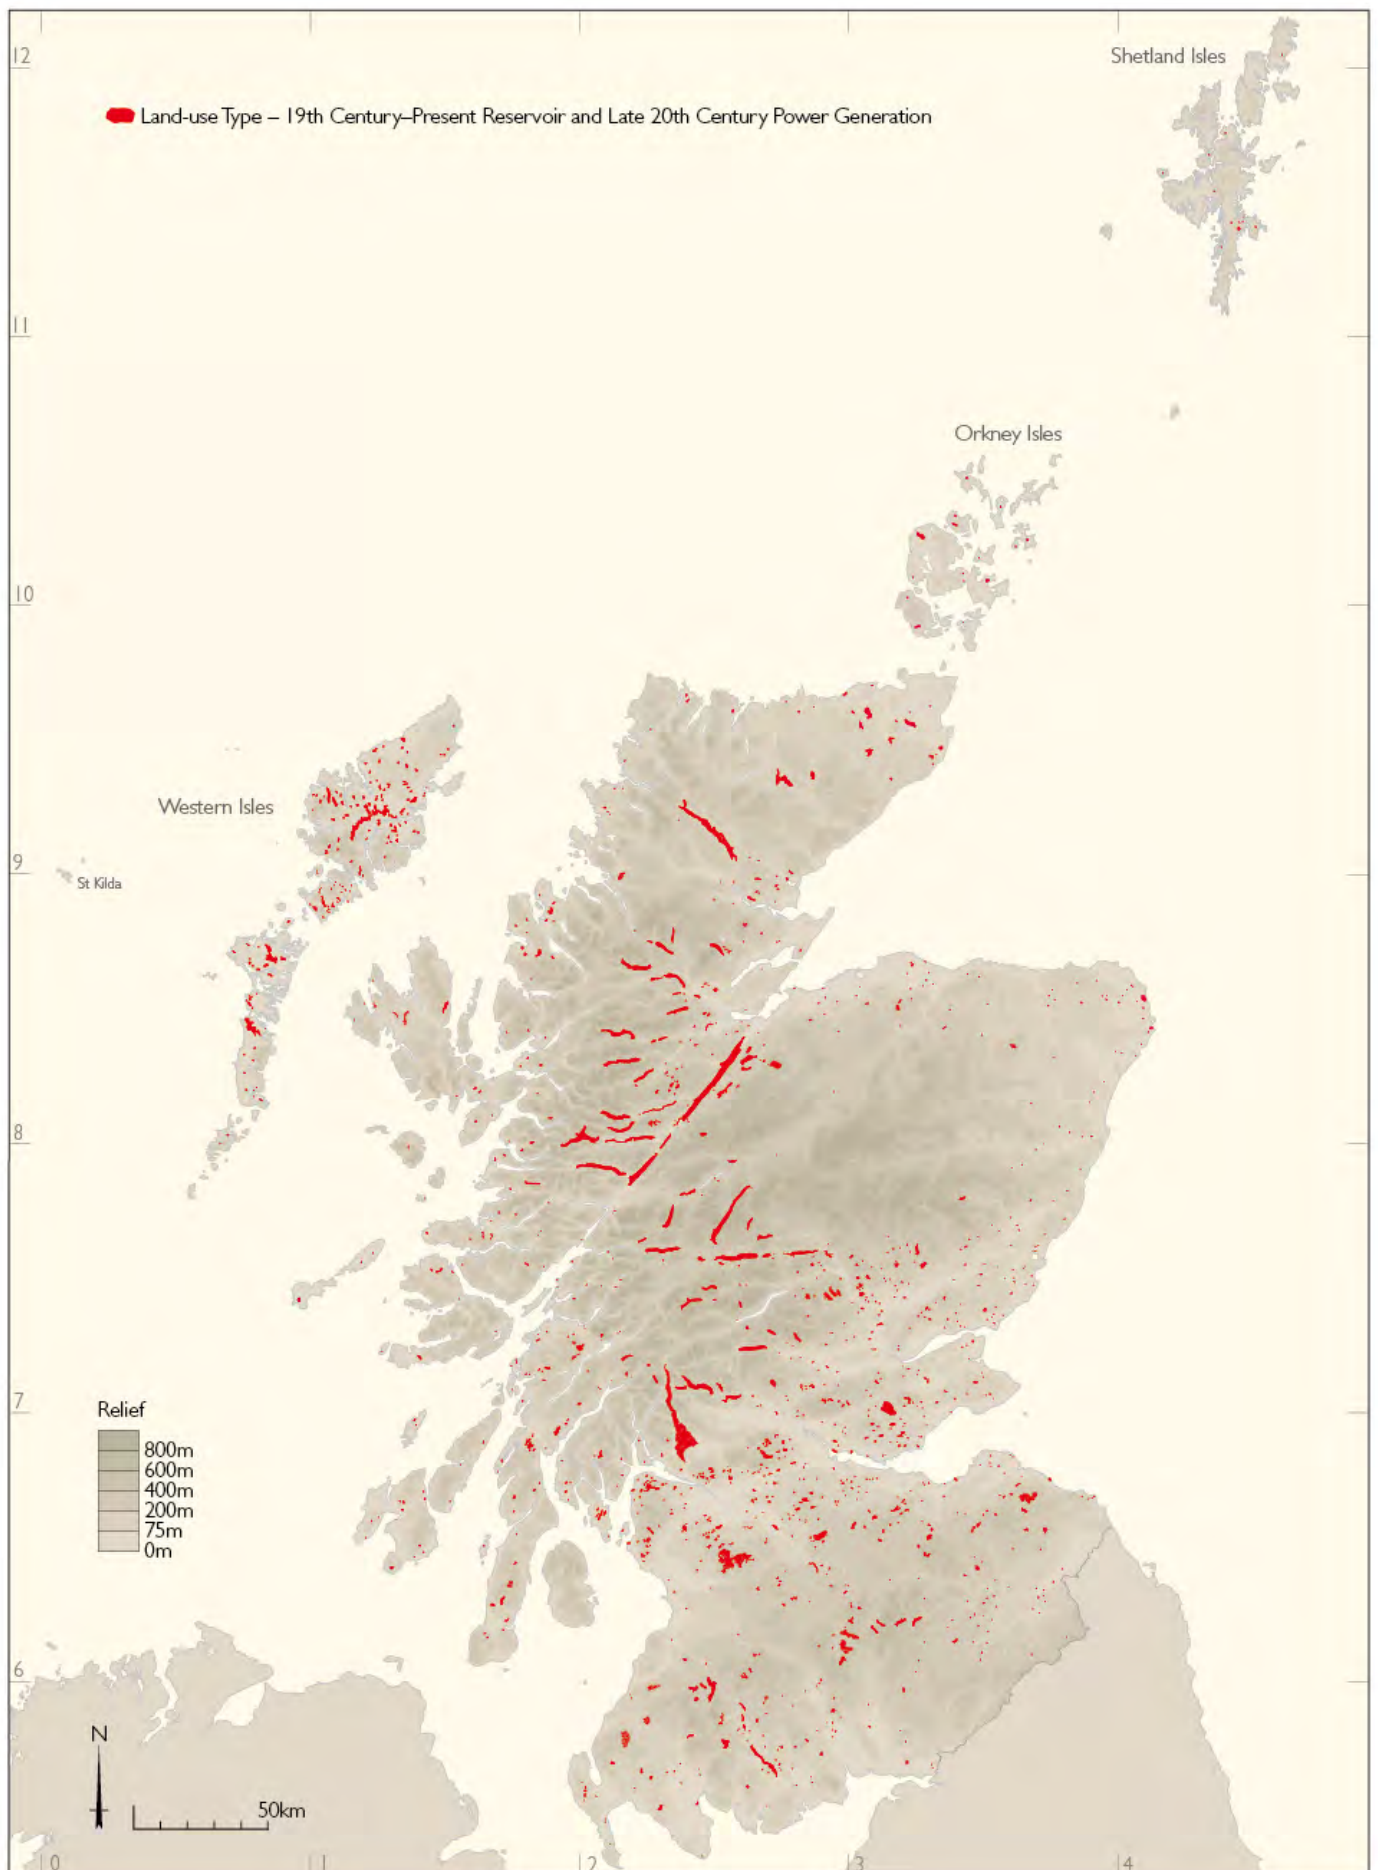 12
Shetland Isles
Land-use Type – 19th Century–Present Reservoir and Late 20th Century Power Generation
11
Orkney Isles
10
Western Isles
9
St Kilda
8
7
Relief
800m
600m
400m
200m
75m
0m
6
N
50km
0
1
2
3
4